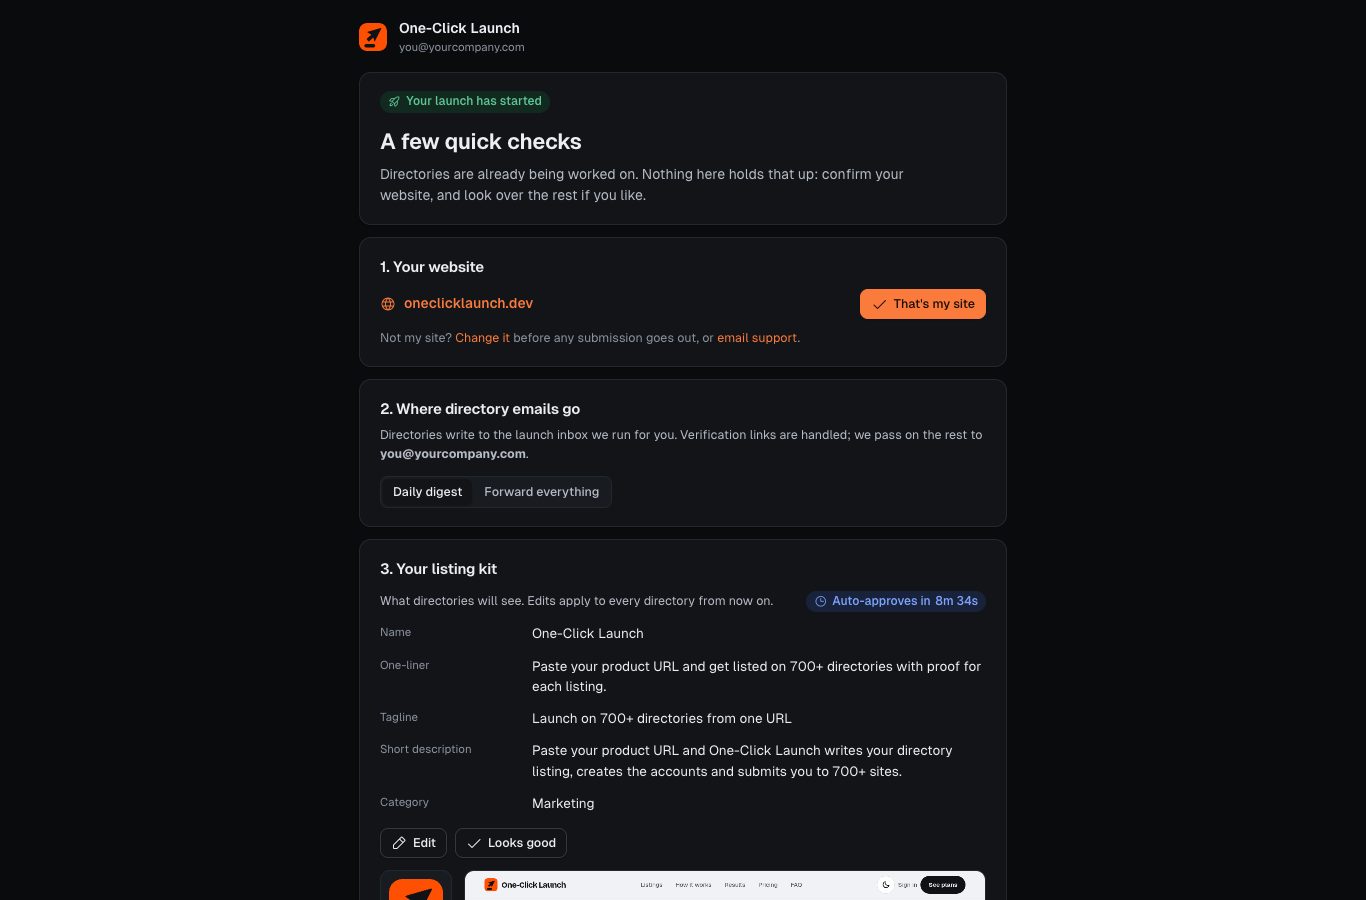 One-Click Launch
you@yourcompany.com
Your launch has started
A few quick checks
Directories are already being worked on. Nothing here holds that up: confirm your
website, and look over the rest if you like.
1. Your website
oneclicklaunch.dev
That's my site
Not my site? Change it before any submission goes out, or email support.
2. Where directory emails go
Directories write to the launch inbox we run for you. Verification links are handled; we pass on the rest to
you@yourcompany.com.
Daily digest Forward everything
3. Your listing kit
What directories will see. Edits apply to every directory from now on.
Auto-approves in 8m 34s
Name One-Click Launch
One-liner Paste your product URL and get listed on 700+ directories with proof for
each listing.
Tagline Launch on 700+ directories from one URL
Short description Paste your product URL and One-Click Launch writes your directory
listing, creates the accounts and submits you to 700+ sites.
Category Marketing
Edit Looks good
One-Click Launch Listings How it works Results Pricing FAQ Sign in See plans